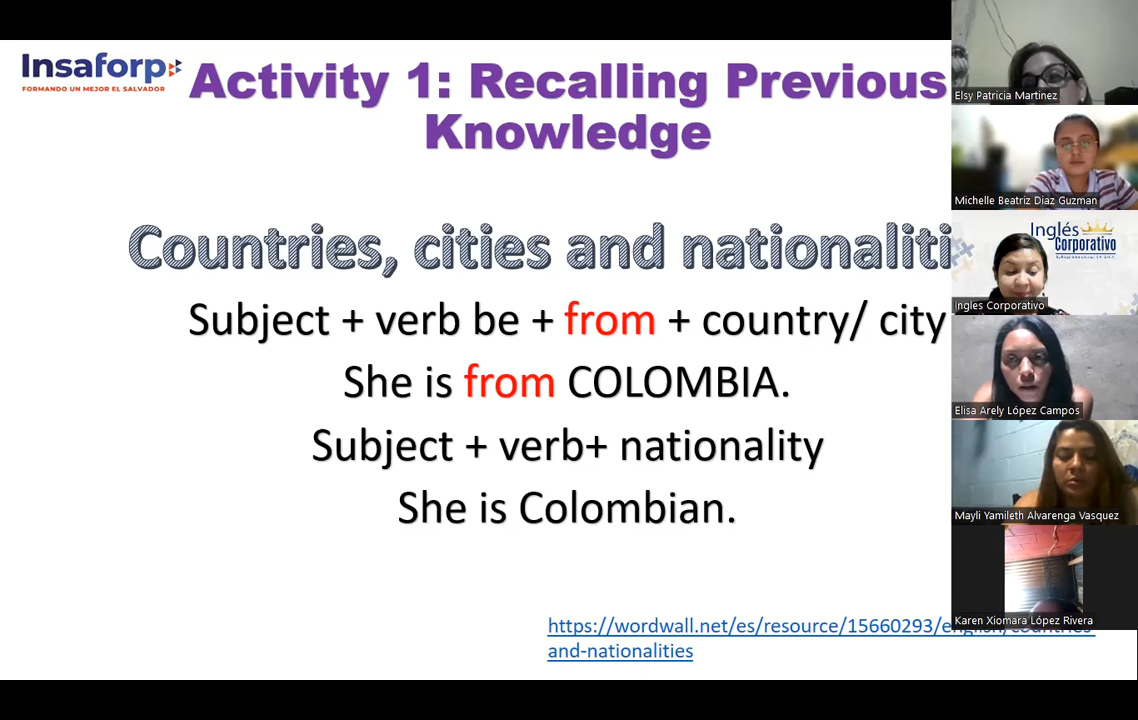 Insaforp
FORMANDO UN MEJOR EL SALVADOR
Activity 1: Recalling Previous
Knowledge
Countries, cities and nationaliti
Subject + verb be + from + country/ city
She is from COLOMBIA.
Subject + verb+ nationality
She is Colombian.
https://wordwall.net/es/resource/15660293/english/countries-
and-nationalities
Elsy Patricia Martinez
Michelle Beatriz Diaz Guzman
Inglés
Corporativo
Ingles Corporativo
Elisa Arely López Campos
Mayli Yamileth Alvarenga Vasquez
Karen Xiomara López Rivera